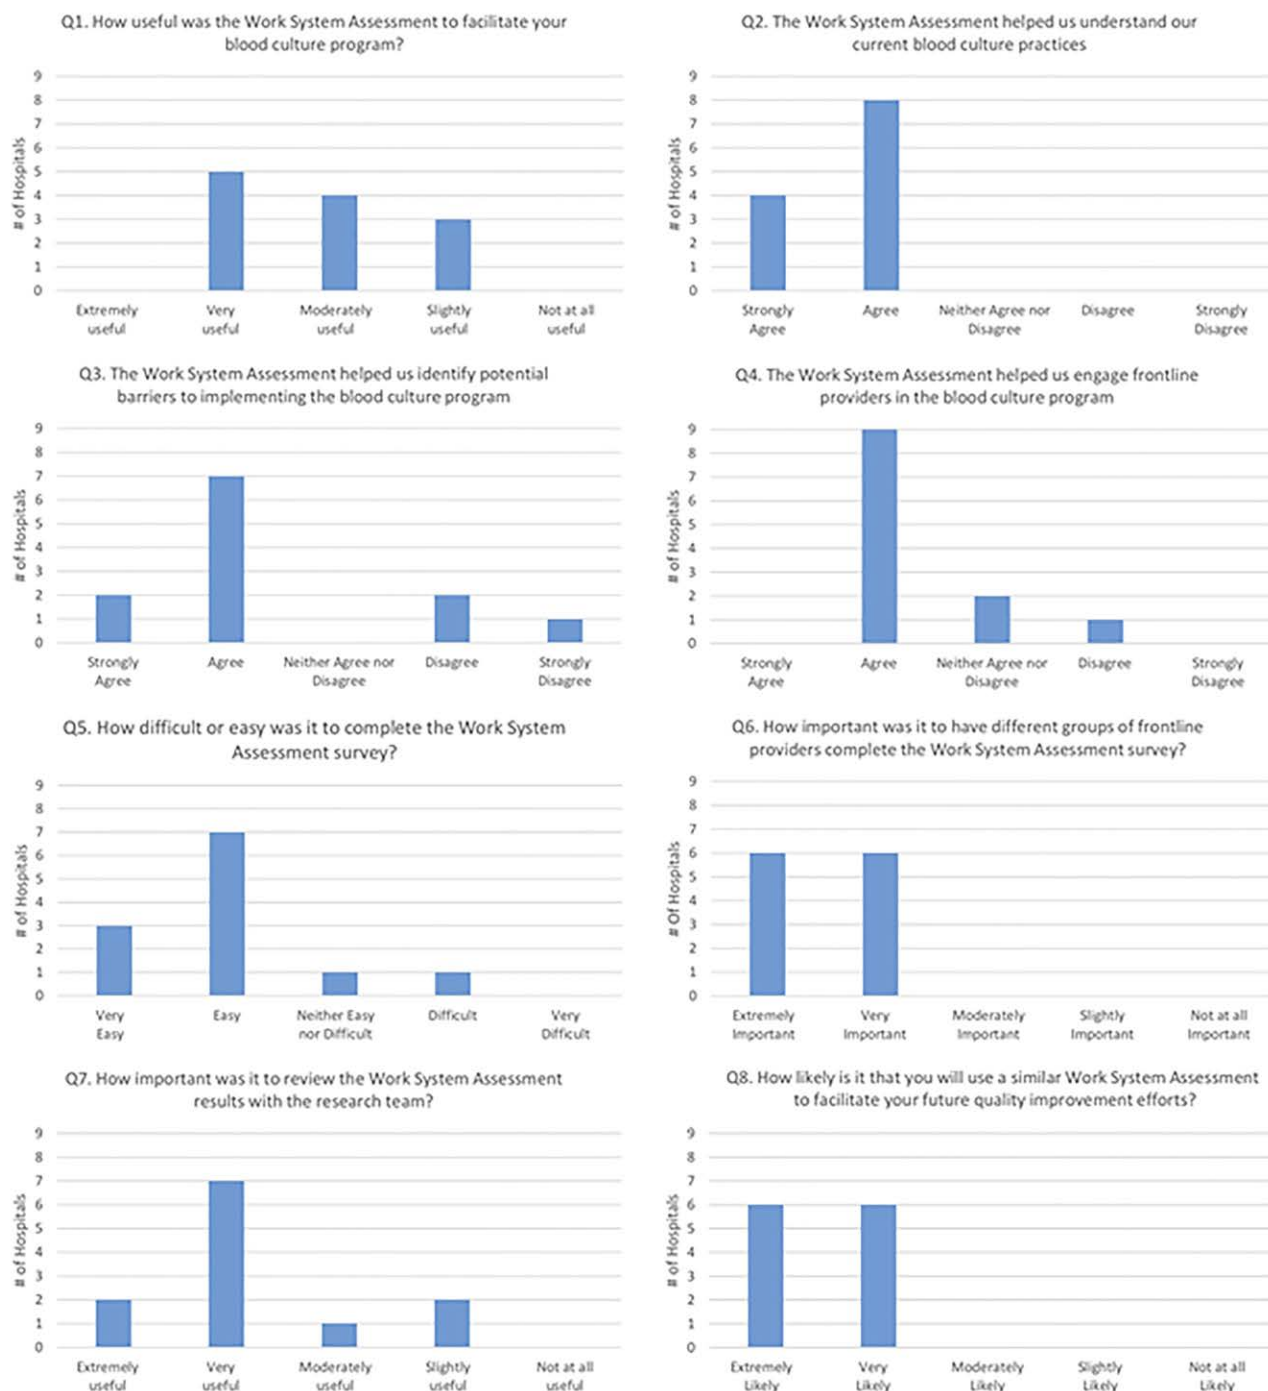 Q1. How useful was the Work System Assessment to facilitate your
blood culture program?
# of Hospitals
9
8
7
6
5
4
3
2
1
0
Extremely useful
Very useful
Moderately useful
Slightly useful
Not at all useful
Q2. The Work System Assessment helped us understand our
current blood culture practices
# of Hospitals
9
8
7
6
5
4
3
2
1
0
Strongly Agree
Agree
Neither Agree nor Disagree
Disagree
Strongly Disagree
Q3. The Work System Assessment helped us identify potential
barriers to implementing the blood culture program
# of Hospitals
9
8
7
6
5
4
3
2
1
0
Strongly Agree
Agree
Neither Agree nor Disagree
Disagree
Strongly Disagree
Q4. The Work System Assessment helped us engage frontline
providers in the blood culture program
# of Hospitals
9
8
7
6
5
4
3
2
1
0
Strongly Agree
Agree
Neither Agree nor Disagree
Disagree
Strongly Disagree
Q5. How difficult or easy was it to complete the Work System
Assessment survey?
# of Hospitals
9
8
7
6
5
4
3
2
1
0
Very Easy
Easy
Neither Easy nor Difficult
Difficult
Very Difficult
Q6. How important was it to have different groups of frontline
providers complete the Work System Assessment survey?
# Of Hospitals
9
8
7
6
5
4
3
2
1
0
Extremely Important
Very Important
Moderately Important
Slightly Important
Not at all Important
Q7. How important was it to review the Work System Assessment
results with the research team?
# of Hospitals
9
8
7
6
5
4
3
2
1
0
Extremely useful
Very useful
Moderately useful
Slightly useful
Not at all useful
Q8. How likely is it that you will use a similar Work System Assessment
to facilitate your future quality improvement efforts?
# of Hospitals
9
8
7
6
5
4
3
2
1
0
Extremely Likely
Very Likely
Moderately Likely
Slightly Likely
Not at all Likely